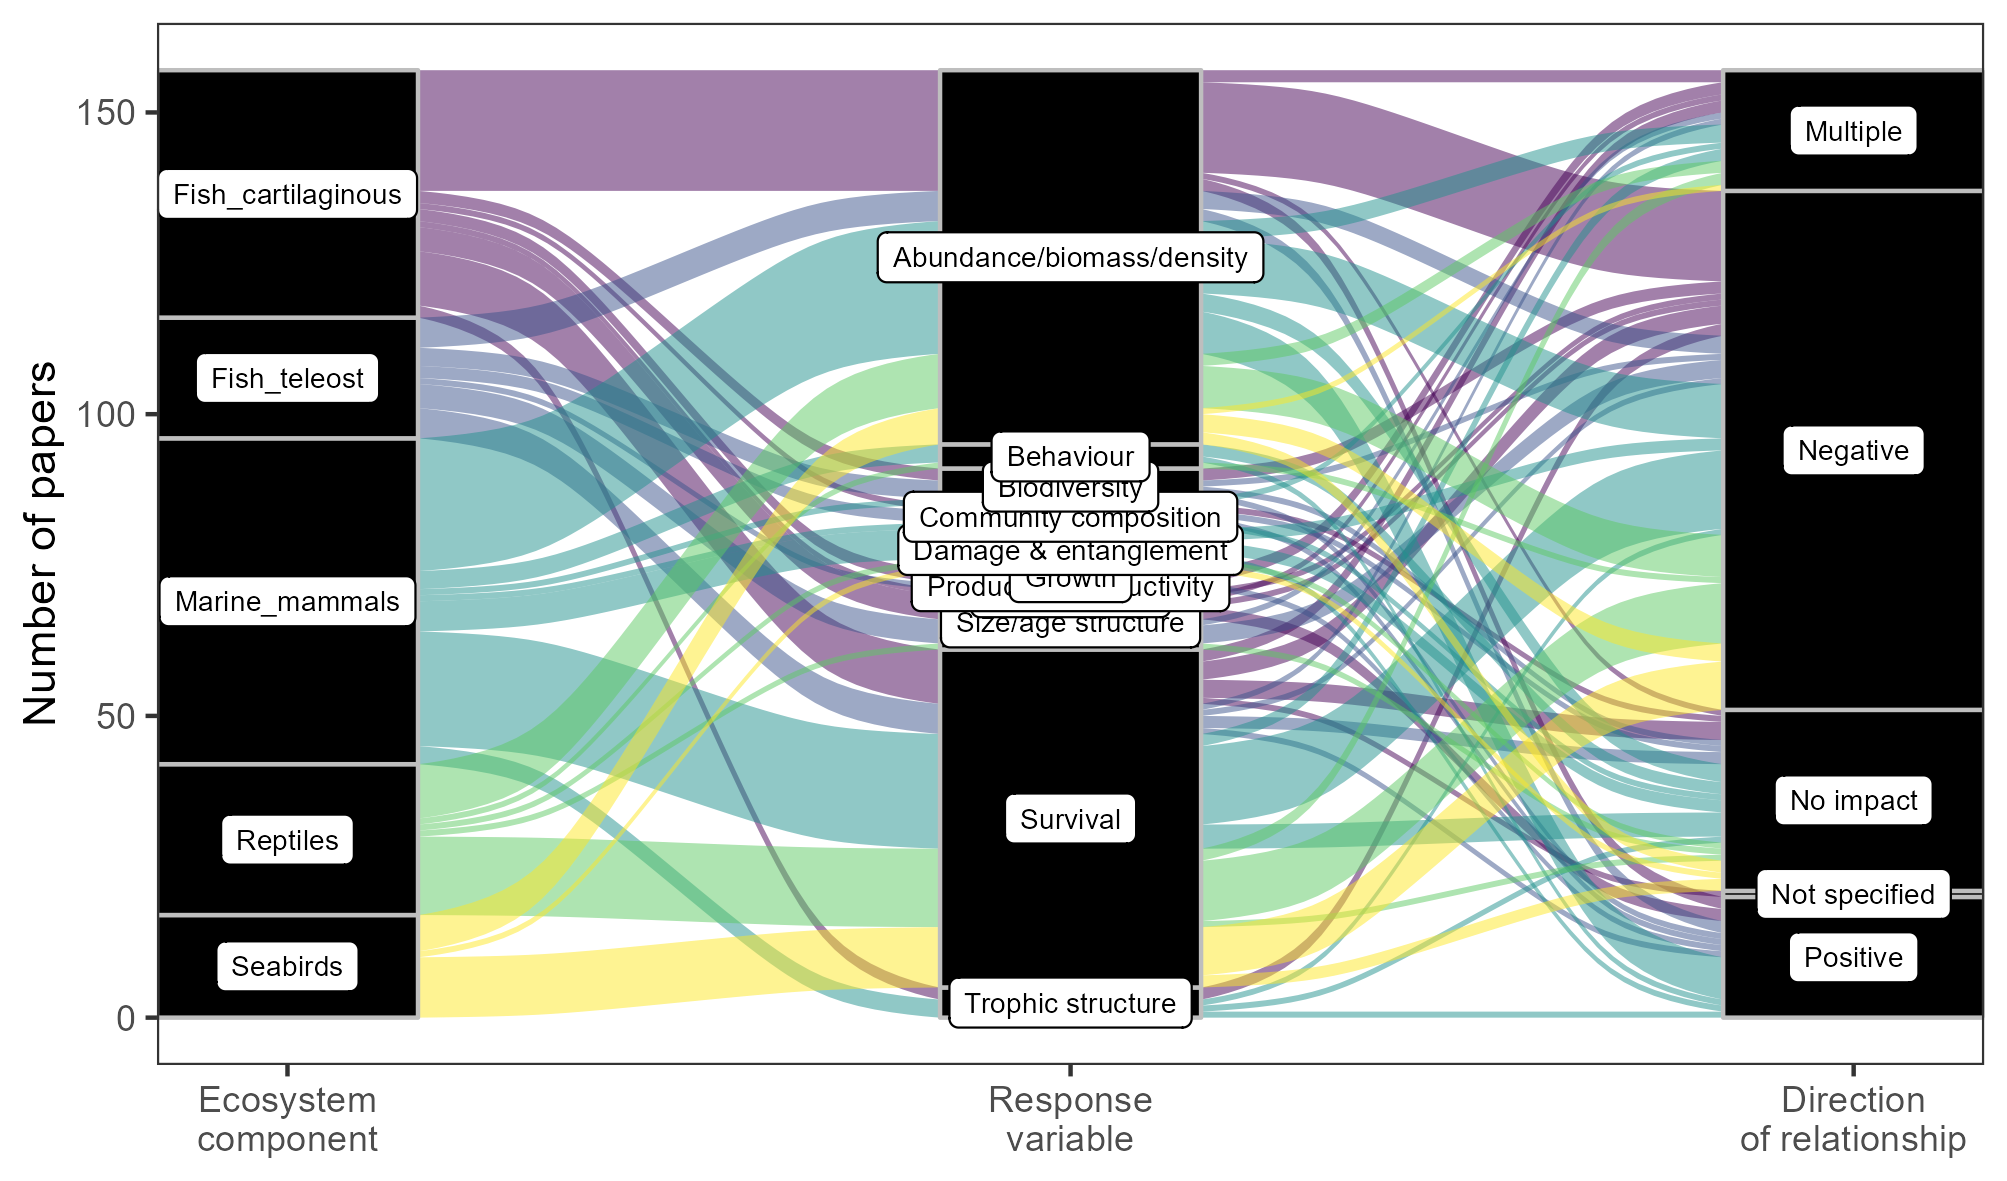 Number of papers
150
100
50
0
Fish_cartilaginous
Fish_teleost
Marine_mammals
Reptiles
Seabirds
Abundance/biomass/density
Behaviour
Biodiversity
Community composition
Damage & entanglement
Growth
Size/age structure
Survival
Trophic structure
Multiple
Negative
No impact
Not specified
Positive
Ecosystem
component
Response
variable
Direction
of relationship